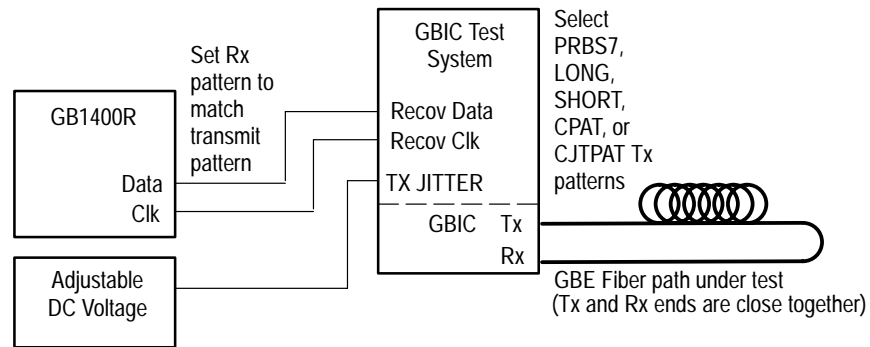 GB1400R
Data
Clk
Adjustable
DC Voltage
Set Rx
pattern to
match
transmit
pattern
GBIC Test
System
Recov Data
Recov Clk
TX JITTER
GBIC Tx
Rx
Select
PRBS7,
LONG,
SHORT,
CPAT, or
CJTPAT Tx
patterns
GBE Fiber path under test
(Tx and Rx ends are close together)